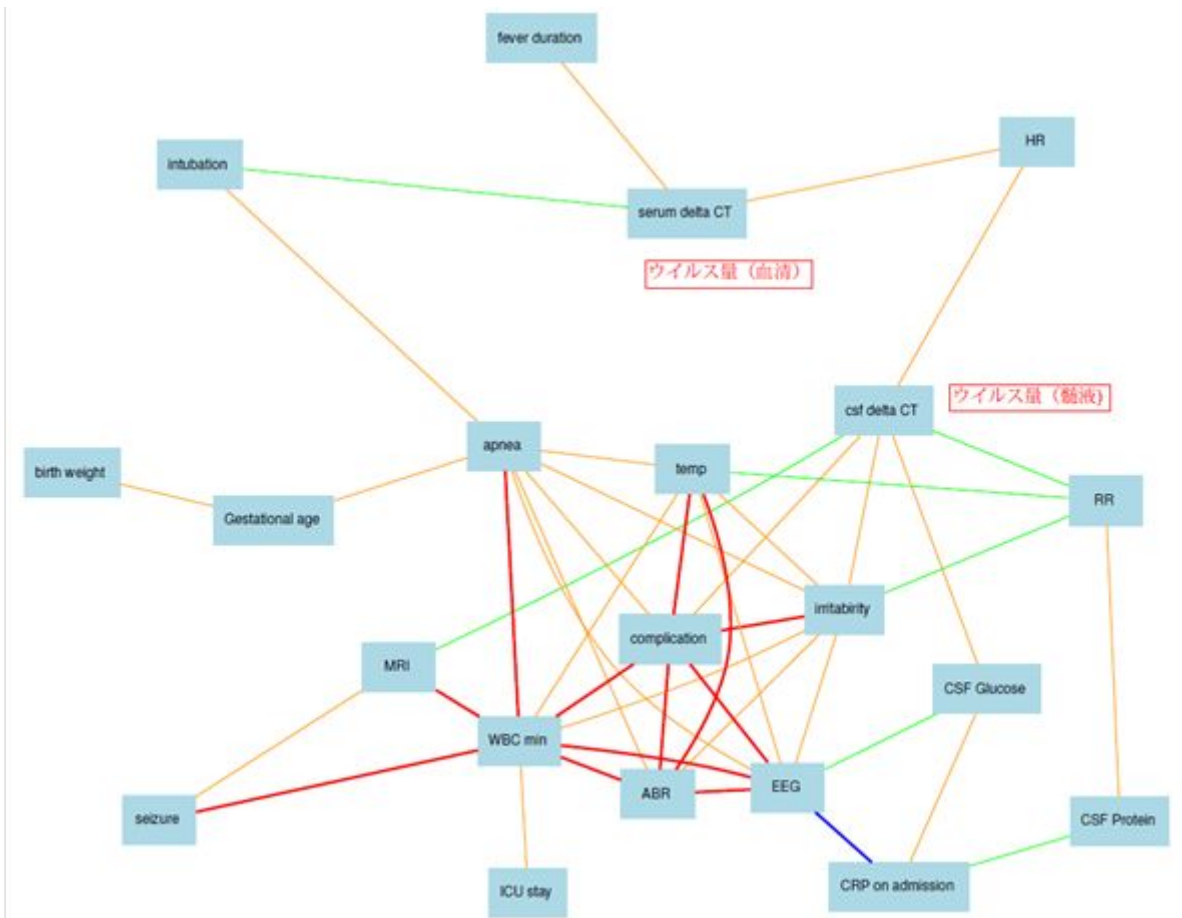 fever duration
HR
intubation
serum delta CT
ウイルス量（血清）
csf delta CT
ウイルス量（髄液)
apnea
temp
birth weight
RR
Gestational age
irritabirity
complication
MRI
CSF Glucose
WBC min
ABR
EEG
seizure
CSF Protein
ICU stay
CRP on admission